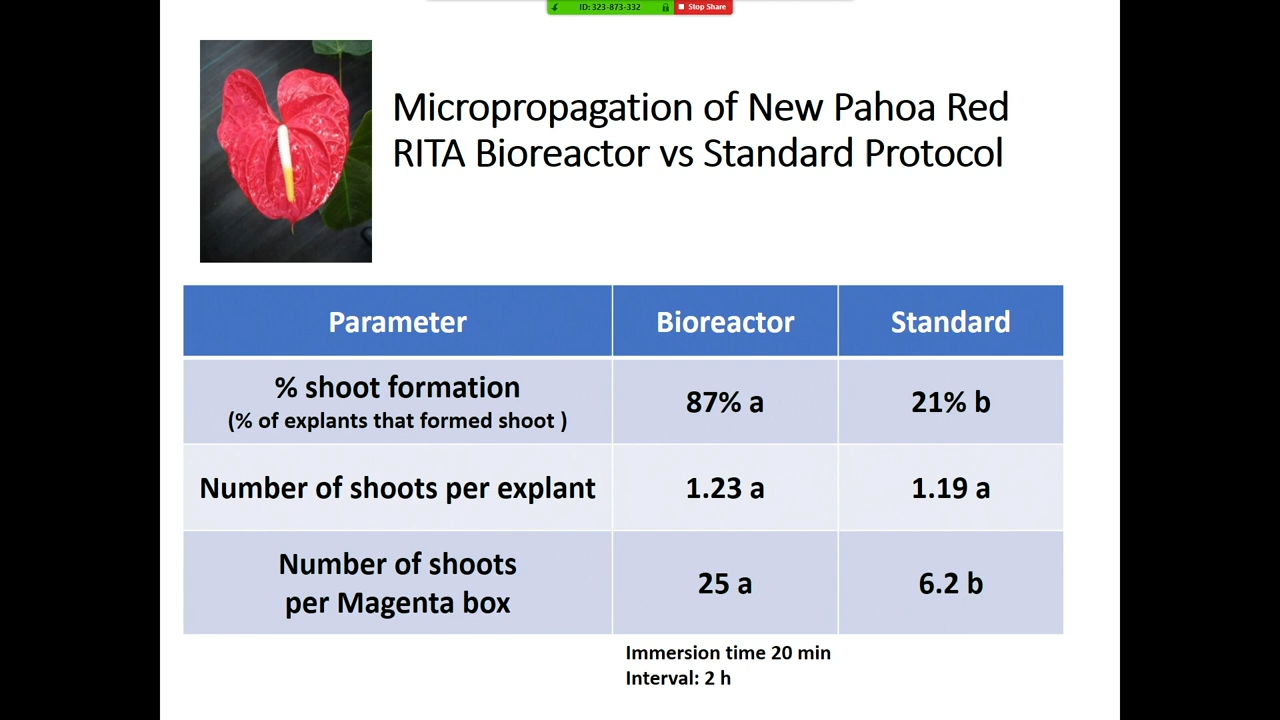 ID: 323-873-332
Stop Share
Micropropagation of New Pahoa Red
RITA Bioreactor vs Standard Protocol
Parameter Bioreactor Standard
% shoot formation
(% of explants that formed shoot )
87% a 21% b
Number of shoots per explant 1.23 a 1.19 a
Number of shoots
per Magenta box
25 a 6.2 b
Immersion time 20 min
Interval: 2 h